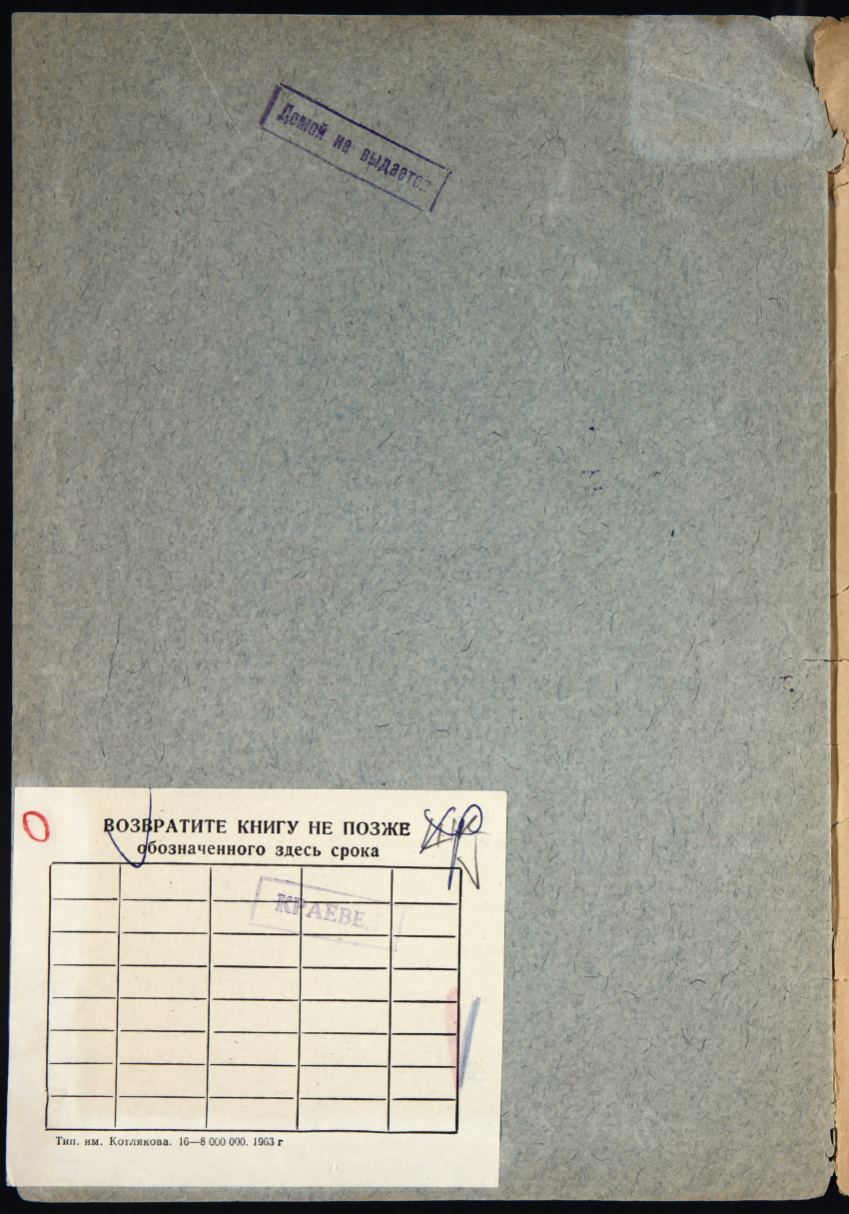 Домой не выдается
О
ВОЗВРАТИТЕ КНИГУ НЕ ПОЗЖЕ
обозначенного здесь срока
КРАЕВЕ
Тип. им. Котлякова. 16—8 000 000. 1963 г